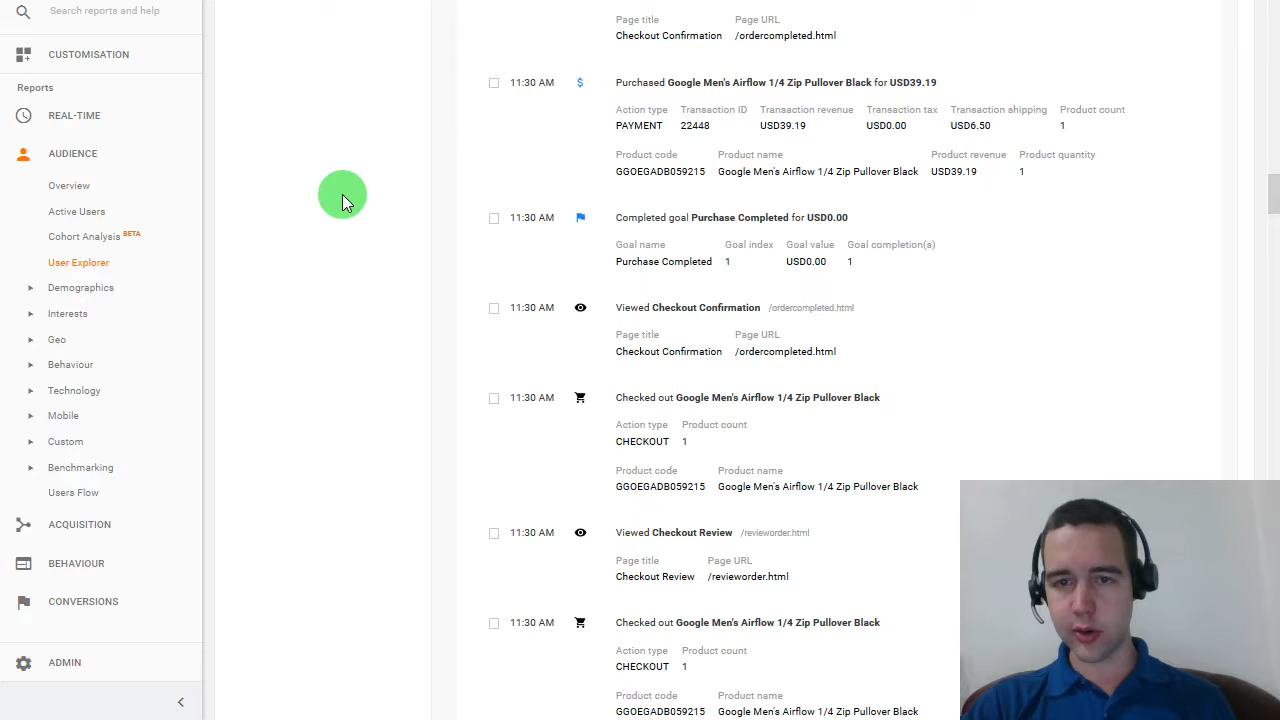 Search reports and help
CUSTOMISATION
Reports
REAL-TIME
AUDIENCE
Overview
Active Users
Cohort Analysis BETA
User Explorer
Demographics
Interests
Geo
Behaviour
Technology
Mobile
Custom
Benchmarking
Users Flow
ACQUISITION
BEHAVIOUR
CONVERSIONS
ADMIN
Page title Page URL
Checkout Confirmation /ordercompleted.html
11:30 AM Purchased Google Men's Airflow 1/4 Zip Pullover Black for USD39.19
Action type Transaction ID Transaction revenue Transaction tax Transaction shipping Product count
PAYMENT 22448 USD39.19 USD0.00 USD6.50 1
Product code Product name Product revenue Product quantity
GGOEGADB059215 Google Men's Airflow 1/4 Zip Pullover Black USD39.19 1
11:30 AM Completed goal Purchase Completed for USD0.00
Goal name Goal index Goal value Goal completion(s)
Purchase Completed 1 USD0.00 1
11:30 AM Viewed Checkout Confirmation /ordercompleted.html
Page title Page URL
Checkout Confirmation /ordercompleted.html
11:30 AM Checked out Google Men's Airflow 1/4 Zip Pullover Black
Action type Product count
CHECKOUT 1
Product code Product name
GGOEGADB059215 Google Men's Airflow 1/4 Zip Pullover Black
11:30 AM Viewed Checkout Review /revieworder.html
Page title Page URL
Checkout Review /revieworder.html
11:30 AM Checked out Google Men's Airflow 1/4 Zip Pullover Black
Action type Product count
CHECKOUT 1
Product code Product name
GGOEGADB059215 Google Men's Airflow 1/4 Zip Pullover Black